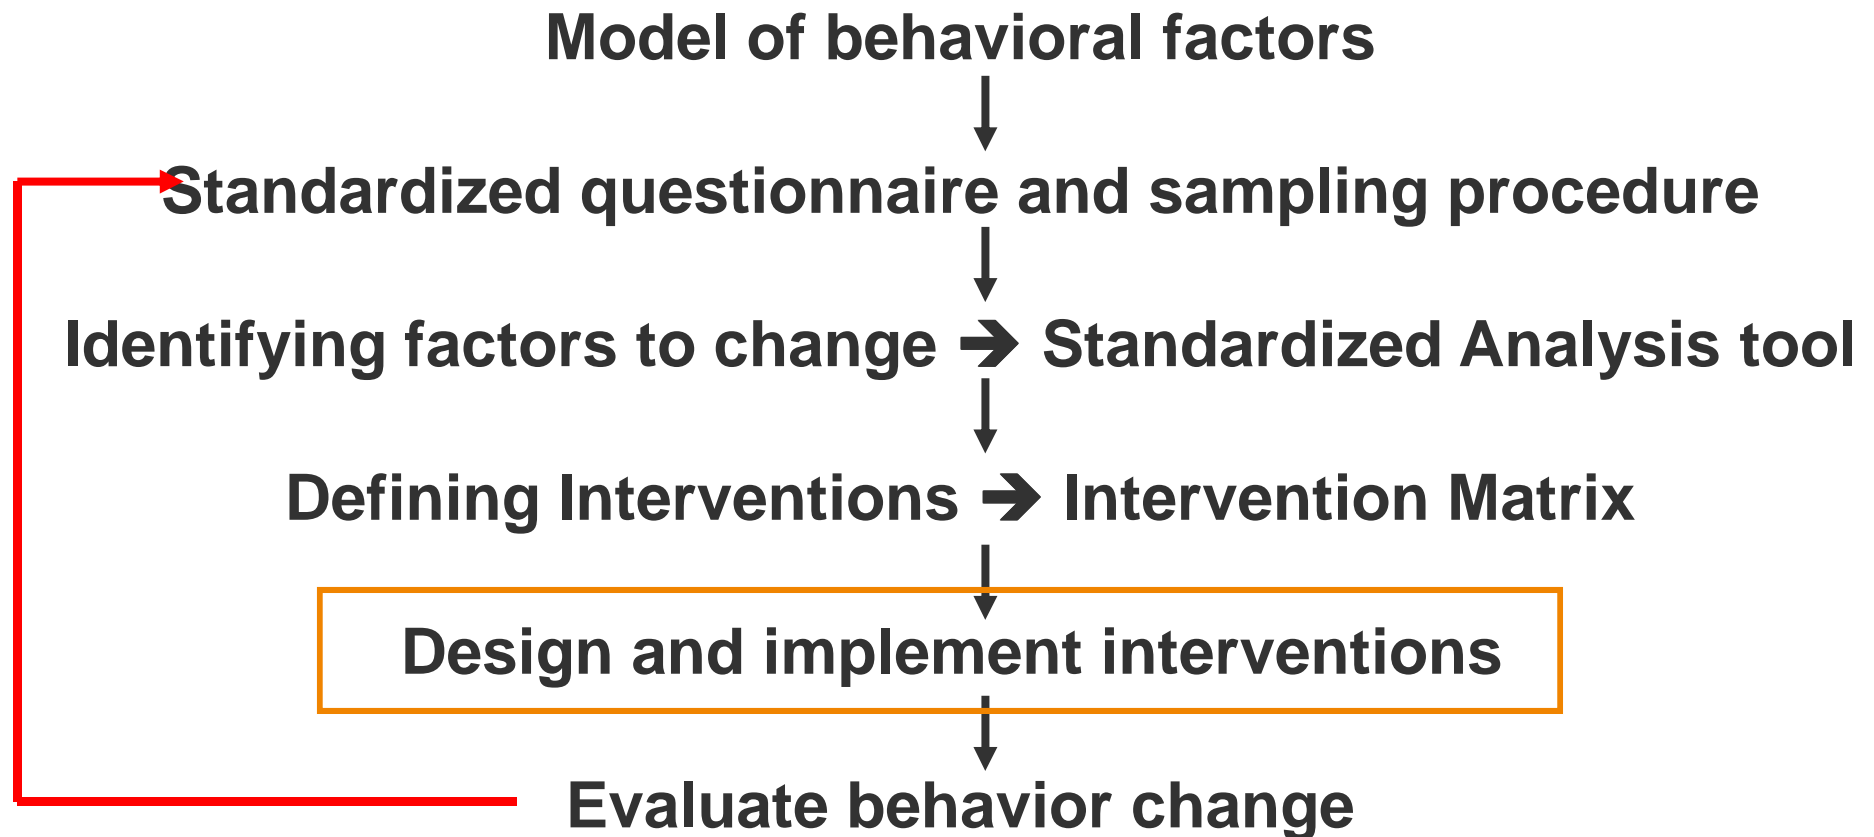 Model of behavioral factors
Standardized questionnaire and sampling procedure
Identifying factors to change ➔ Standardized Analysis tool
Defining Interventions ➔ Intervention Matrix
Design and implement interventions
Evaluate behavior change